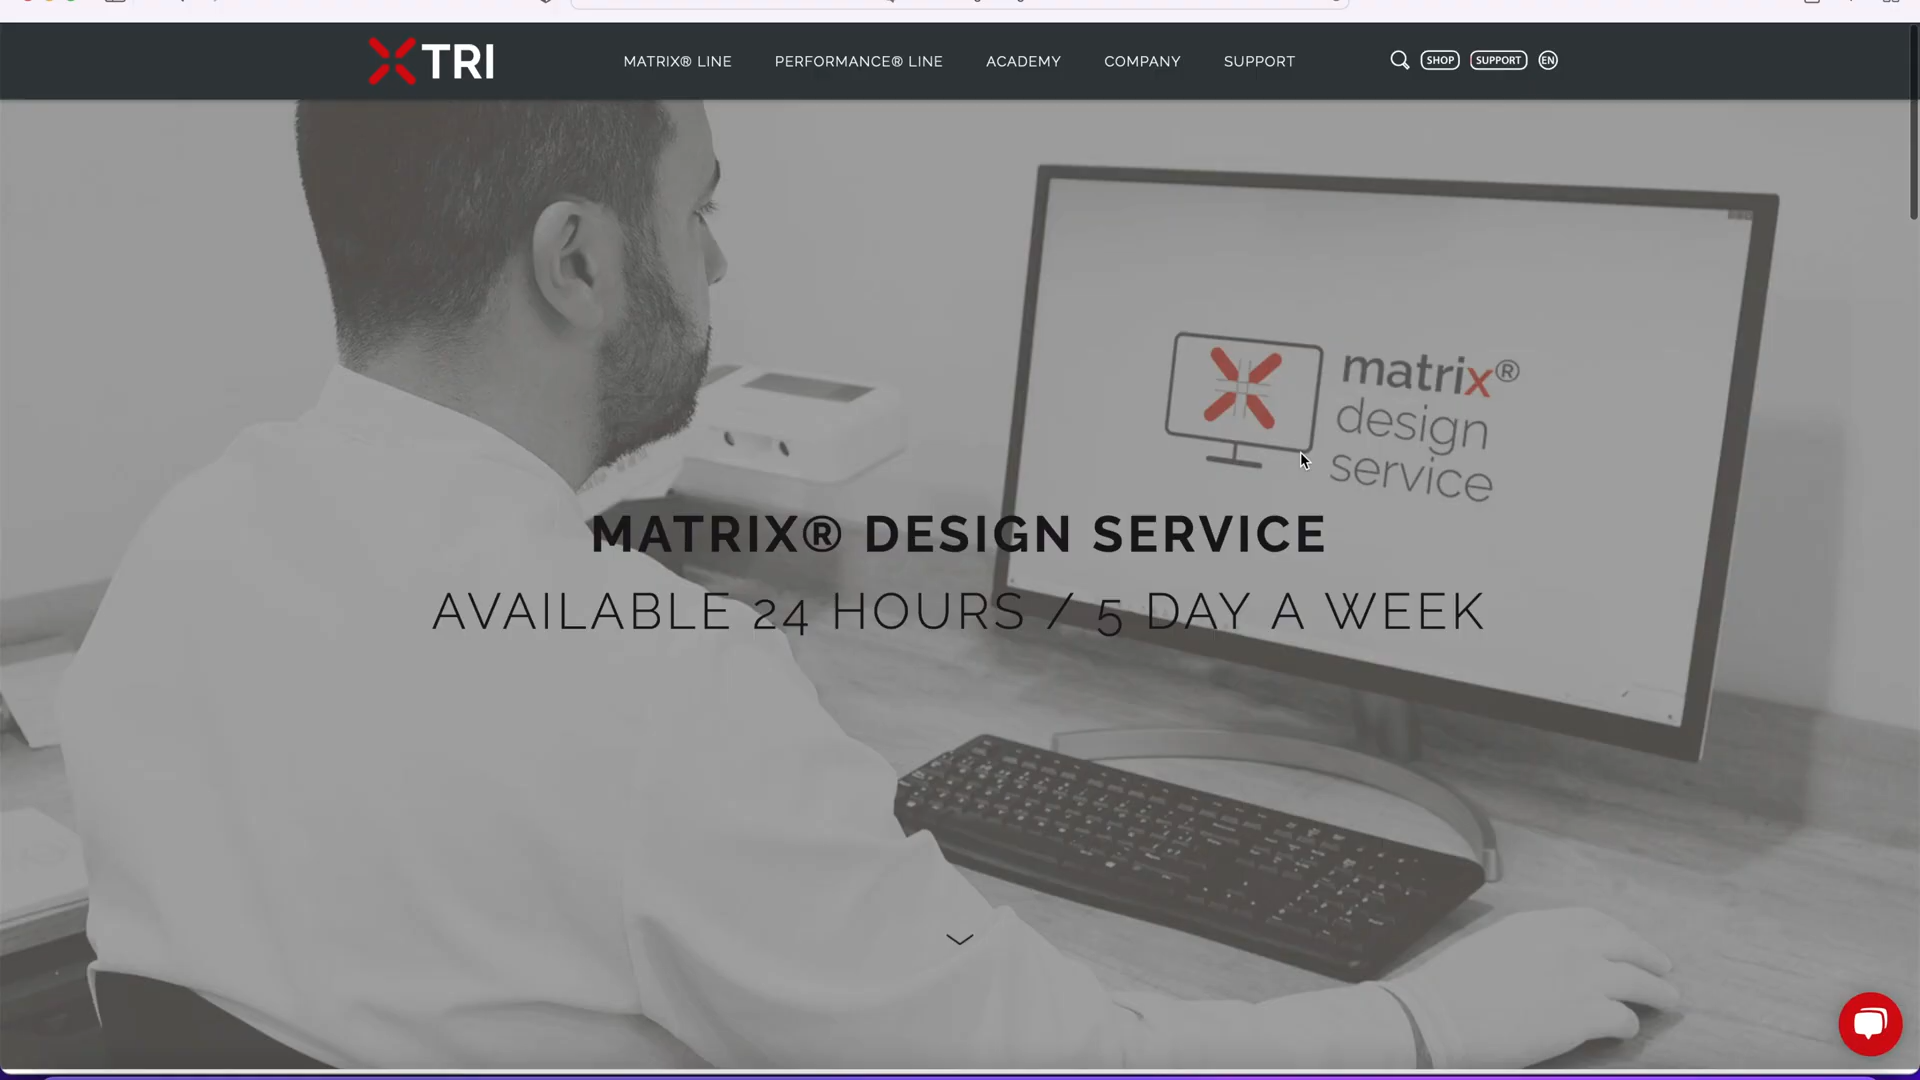 TRI
MATRIX® LINE
PERFORMANCE® LINE
ACADEMY
COMPANY
SUPPORT
SHOP
SUPPORT
EN
matrix®
design
service
MATRIX® DESIGN SERVICE
AVAILABLE 24 HOURS / 5 DAY A WEEK